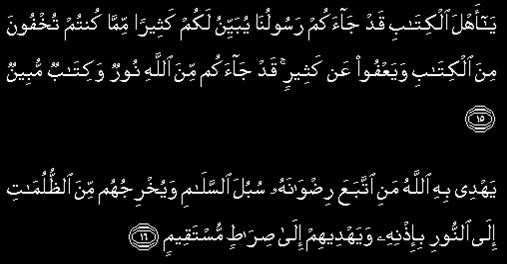 يَـٰٓأَهْلَ ٱلْكِتَـٰبِ قَدْ جَآءَكُمْ رَسُولُنَا يُبَيِّنُ لَكُمْ كَثِيرًا مِّمَّا كُنتُمْ تُخْفُونَ
مِنَ ٱلْكِتَـٰبِ وَيَعْفُوا۟ عَن كَثِيرٍ ۚ قَدْ جَآءَكُم مِّنَ ٱللَّهِ نُورٌ وَكِتَـٰبٌ مُّبِينٌ
١٥
يَهْدِى بِهِ ٱللَّهُ مَنِ ٱتَّبَعَ رِضْوَٰنَهُۥ سُبُلَ ٱلسَّلَـٰمِ وَيُخْرِجُهُم مِّنَ ٱلظُّلُمَـٰتِ
إِلَى ٱلنُّورِ بِإِذْنِهِۦ وَيَهْدِيهِمْ إِلَىٰ صِرَٰطٍ مُّسْتَقِيمٍ ١٦